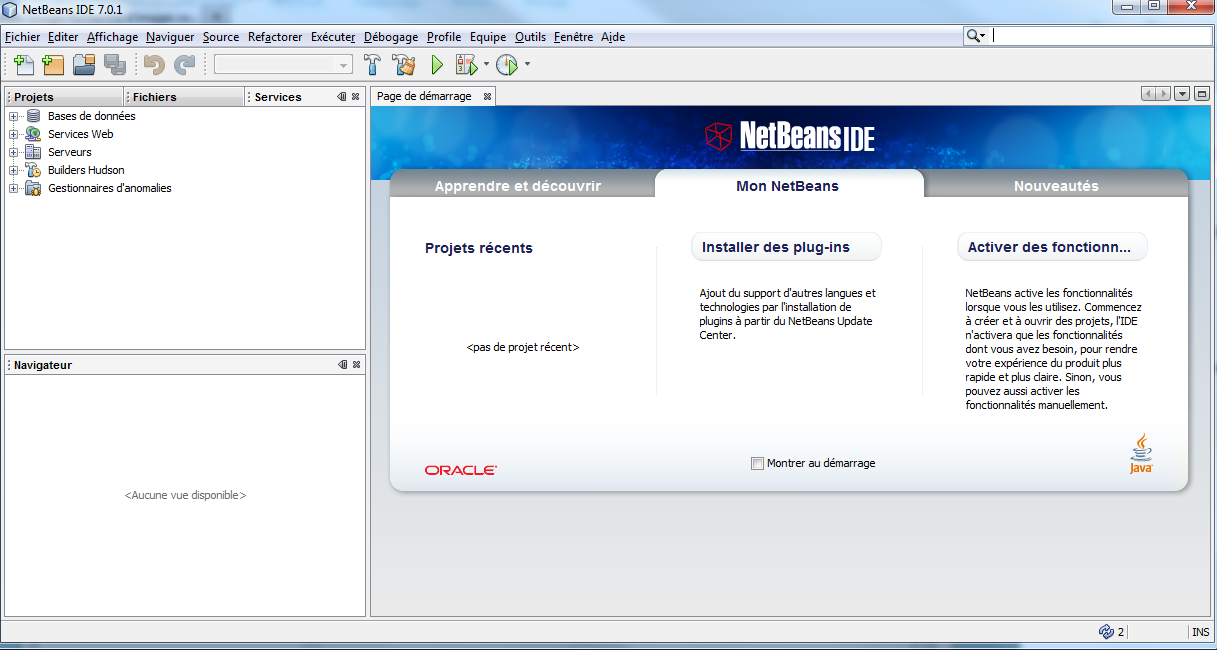 NetBeans IDE 7.0.1
Fichier Editer Affichage Naviguer Source Refactorer Exécuter Débogage Profile Equipe Outils Fenêtre Aide
Projets Fichiers Services
Page de démarrage
Bases de données
Services Web
Serveurs
Builders Hudson
Gestionnaires d'anomalies
Navigateur
<Aucune vue disponible>
NetBeans IDE
Apprendre et découvrir Mon NetBeans Nouveautés
Projets récents
<pas de projet récent>
Installer des plug-ins
Ajout du support d'autres langues et
technologies par l'installation de
plugins à partir du NetBeans Update
Center.
Activer des fonctionn...
NetBeans active les fonctionnalités
lorsque vous les utilisez. Commencez
à créer et à ouvrir des projets, l'IDE
n'activera que les fonctionnalités
dont vous avez besoin, pour rendre
votre expérience du produit plus
rapide et plus claire. Sinon, vous
pouvez aussi activer les
fonctionnalités manuellement.
ORACLE
Montrer au démarrage
Java
2
INS